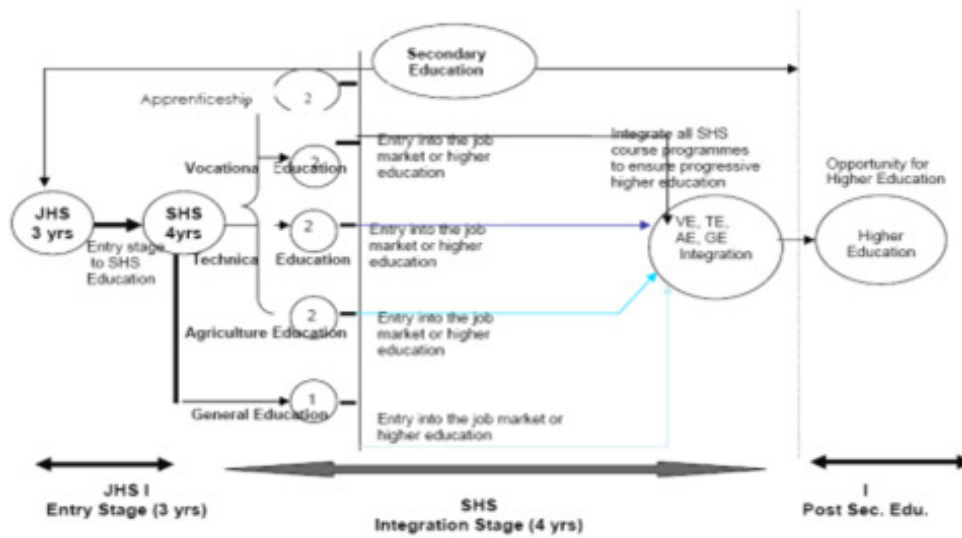 Secondary
Education
Apprenticeship
2
Vocationa
Education
2
Entry into the job
market or higher
education
Integrate all SHS
course programmes
to ensure progressive
higher education
Opportunity for
Higher Education
JHS
3 yrs
SHS
4yrs
Entry stage
to SHS
Education
Technica
Education
2
Entry into the job
market or higher
education
VE, TE,
AE, GE
Integration
Higher
Education
Agriculture Education
2
Entry into the job
market or higher
education
General Education
1
Entry into the job market or
higher education
JHS I
Entry Stage (3 yrs)
SHS
Integration Stage (4 yrs)
I
Post Sec. Edu.